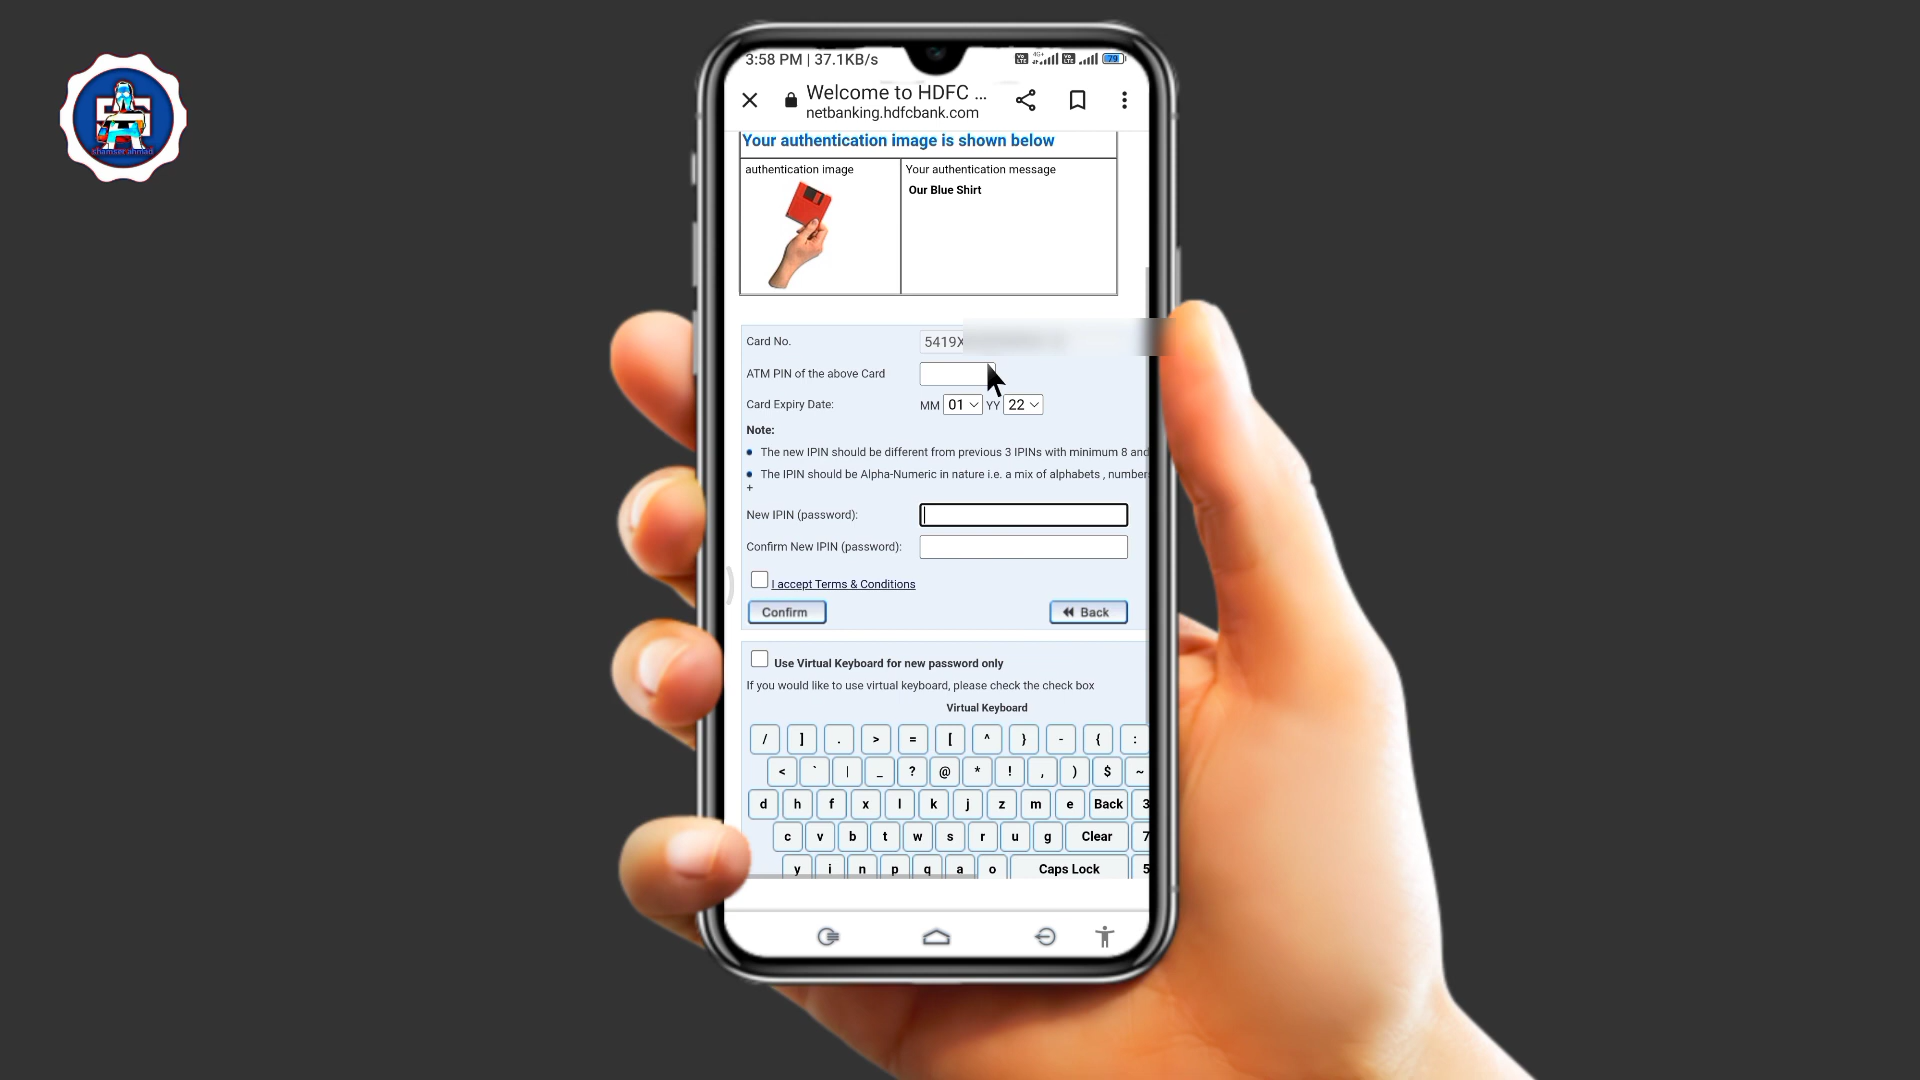 3:58 PM | 37.1KB/s
79
Welcome to HDFC ...
netbanking.hdfcbank.com
Your authentication image is shown below
authentication image
Your authentication message
Our Blue Shirt
Card No.
5419X
ATM PIN of the above Card
Card Expiry Date:
MM 01 YY 22
Note:
The new IPIN should be different from previous 3 IPINs with minimum 8 and
The IPIN should be Alpha-Numeric in nature i.e. a mix of alphabets , number
+
New IPIN (password):
Confirm New IPIN (password):
I accept Terms & Conditions
Confirm
Back
Use Virtual Keyboard for new password only
If you would like to use virtual keyboard, please check the check box
Virtual Keyboard
/ ] . > = [ ^ } - { :
< ` | _ ? @ * ! , ) $ ~
d h f x l k j z m e Back 3
c v b t w s r u g Clear 7
y i n p q a o Caps Lock 5